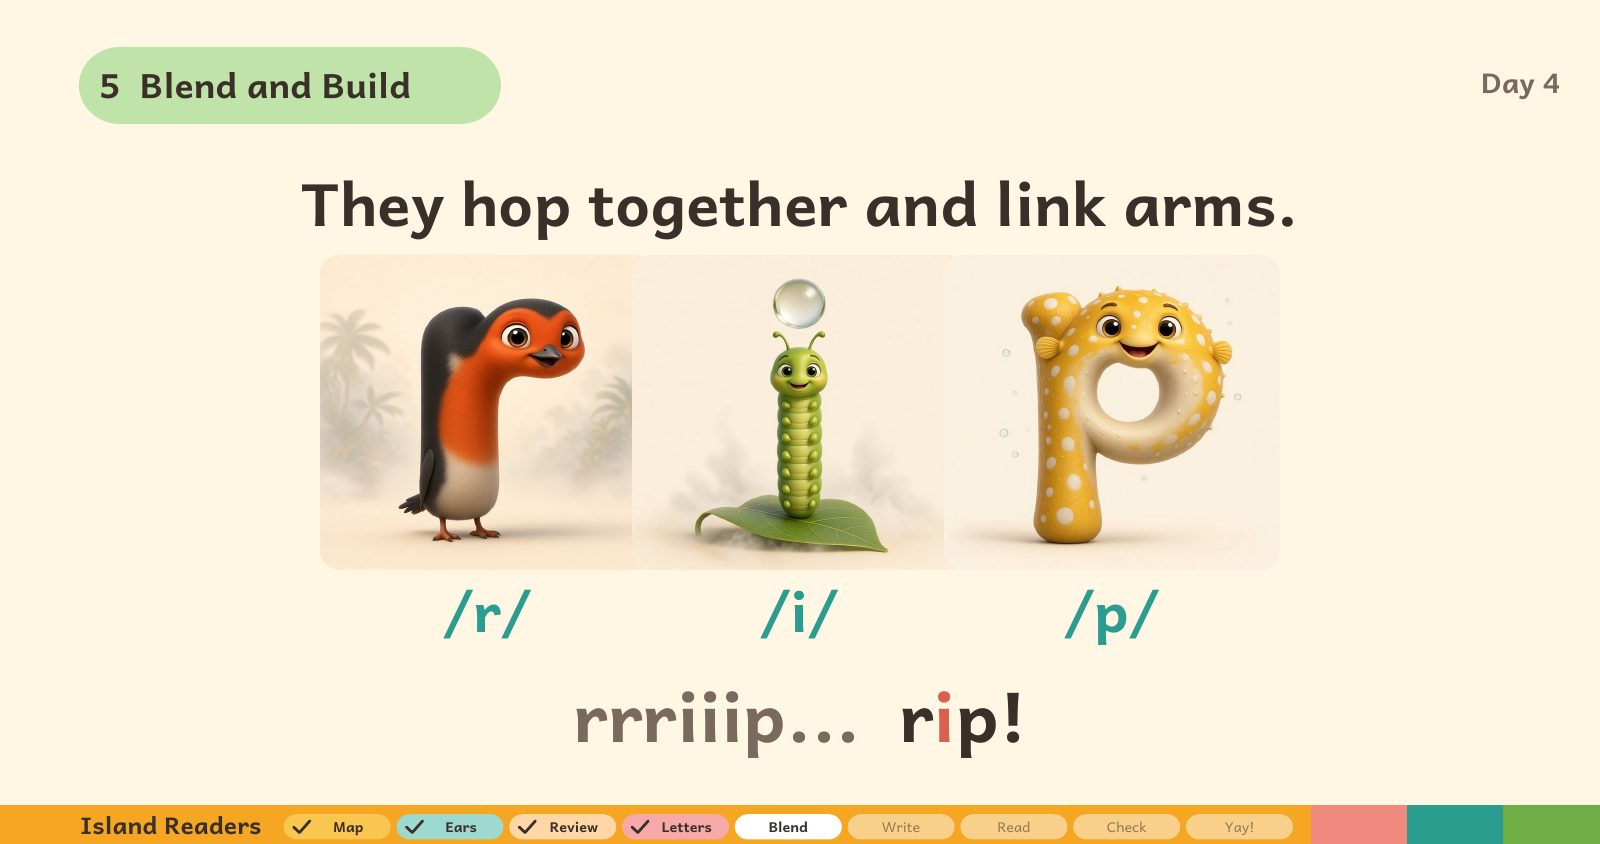 5 Blend and Build
Day 4
They hop together and link arms.
/r/ /i/ /p/
rrriiip... rip!
Island Readers Map Ears Review Letters Blend Write Read Check Yay!